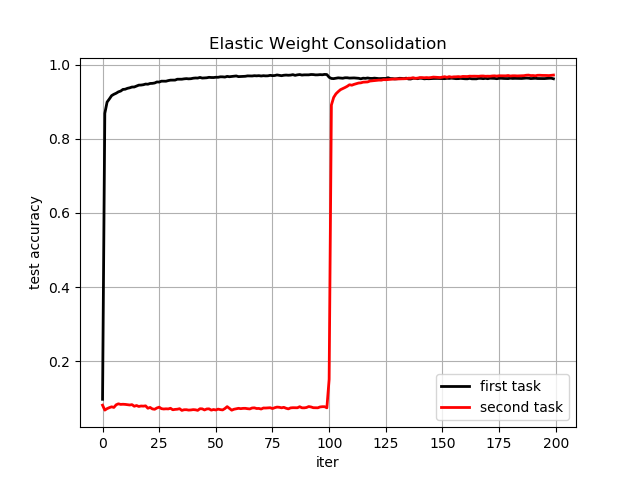 Elastic Weight Consolidation
1.0
0.8
0.6
0.4
0.2
test accuracy
first task
second task
0 25 50 75 100 125 150 175 200
iter